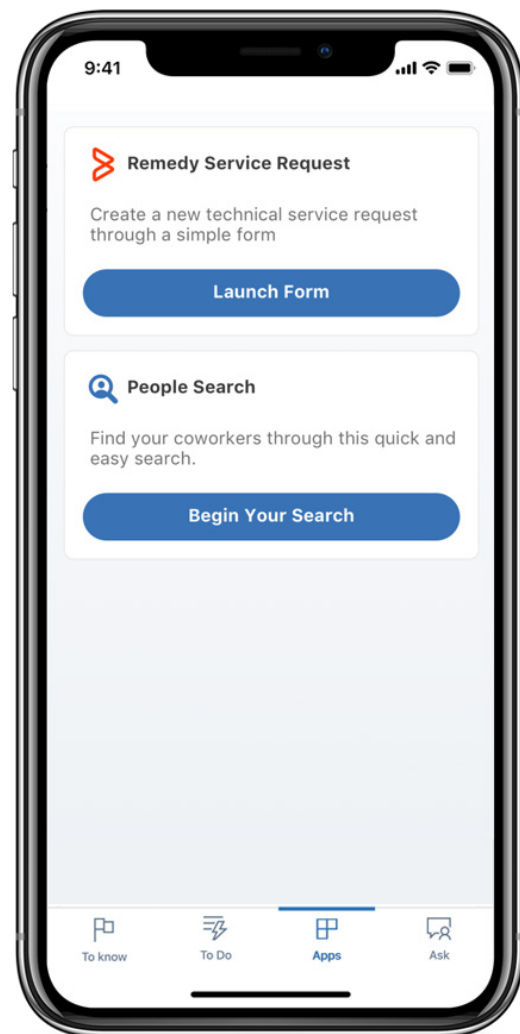 9:41
Remedy Service Request
Create a new technical service request
through a simple form
Launch Form
People Search
Find your coworkers through this quick and
easy search.
Begin Your Search
To know
To Do
Apps
Ask